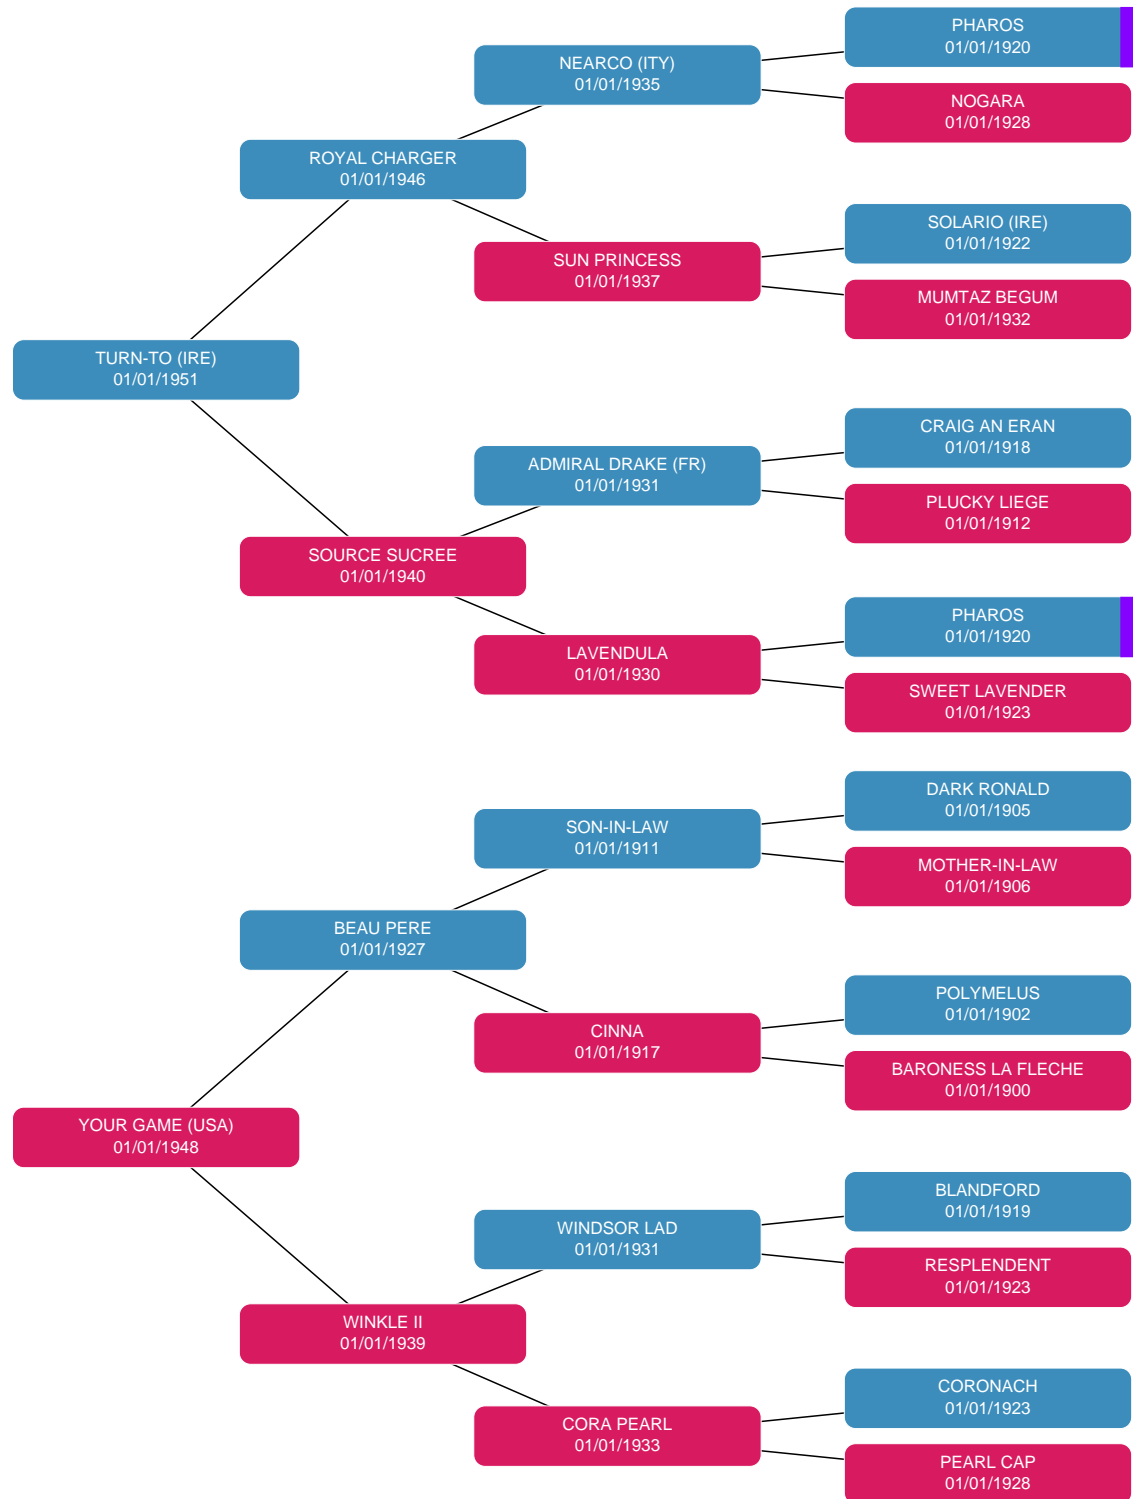 PHAROS
01/01/1920
NEARCO (ITY)
01/01/1935
NOGARA
01/01/1928
ROYAL CHARGER
01/01/1946
SOLARIO (IRE)
01/01/1922
SUN PRINCESS
01/01/1937
MUMTAZ BEGUM
01/01/1932
TURN-TO (IRE)
01/01/1951
CRAIG AN ERAN
01/01/1918
ADMIRAL DRAKE (FR)
01/01/1931
PLUCKY LIEGE
01/01/1912
SOURCE SUCREE
01/01/1940
PHAROS
01/01/1920
LAVENDULA
01/01/1930
SWEET LAVENDER
01/01/1923
DARK RONALD
01/01/1905
SON-IN-LAW
01/01/1911
MOTHER-IN-LAW
01/01/1906
BEAU PERE
01/01/1927
POLYMELUS
01/01/1902
CINNA
01/01/1917
BARONESS LA FLECHE
01/01/1900
YOUR GAME (USA)
01/01/1948
BLANDFORD
01/01/1919
WINDSOR LAD
01/01/1931
RESPLENDENT
01/01/1923
WINKLE II
01/01/1939
CORONACH
01/01/1923
CORA PEARL
01/01/1933
PEARL CAP
01/01/1928